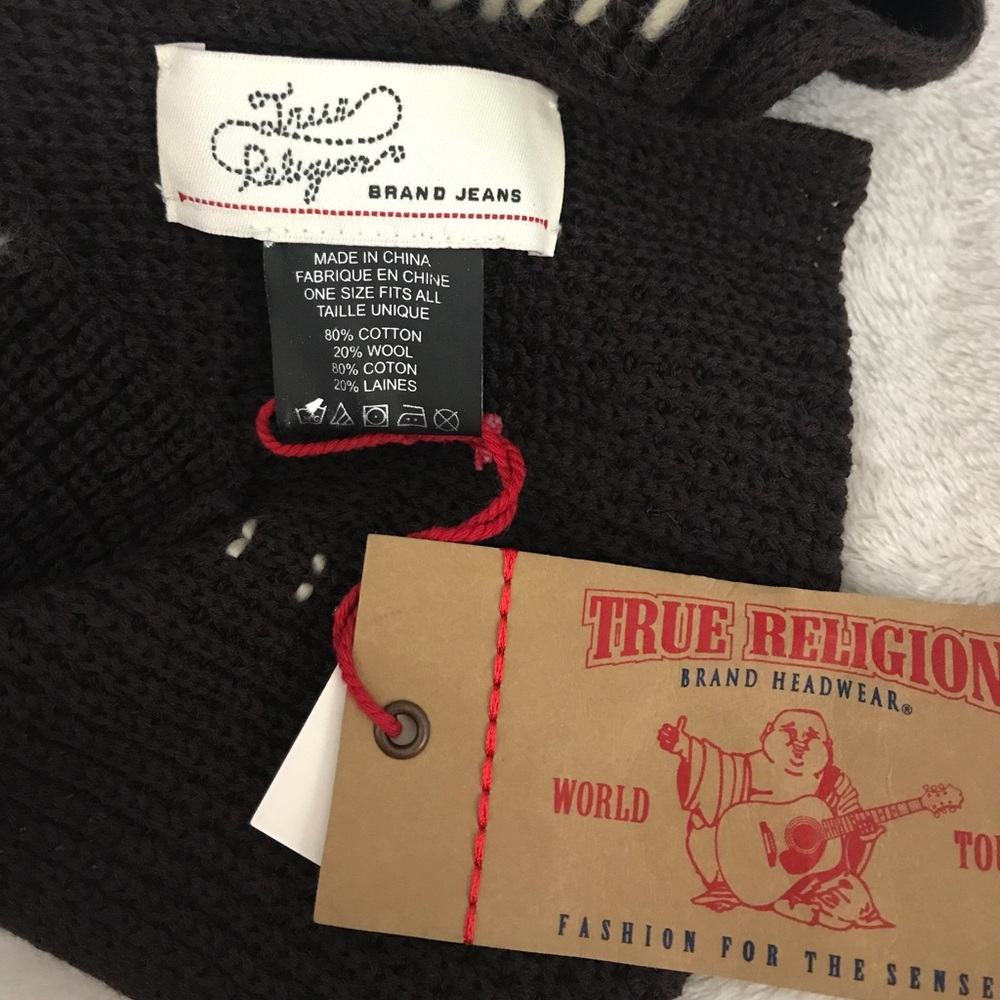 True
Religion
BRAND JEANS
MADE IN CHINA
FABRIQUE EN CHINE
ONE SIZE FITS ALL
TAILLE UNIQUE
80% COTTON
20% WOOL
80% COTON
20% LAINES
TRUE RELIGION
BRAND HEADWEAR®
WORLD TOU
FASHION FOR THE SENSE